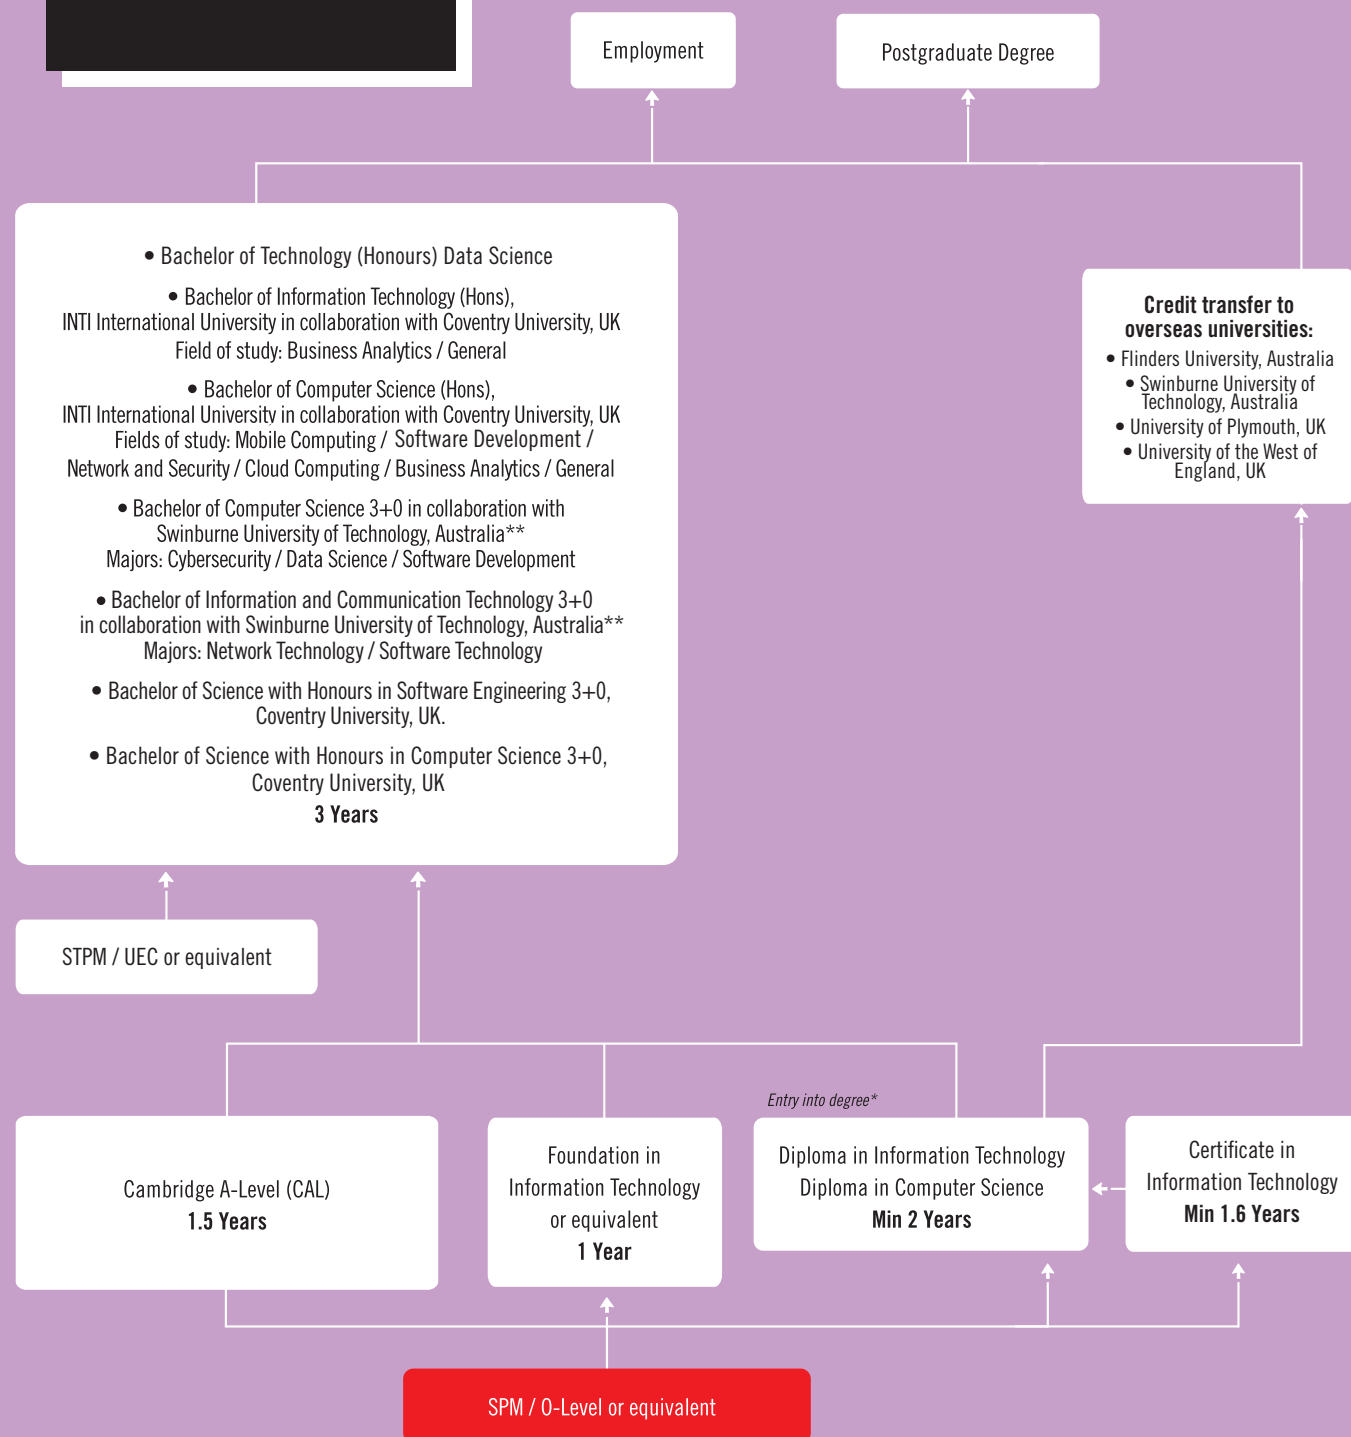 Employment
Postgraduate Degree
• Bachelor of Technology (Honours) Data Science
• Bachelor of Information Technology (Hons),
INTI International University in collaboration with Coventry University, UK
Field of study: Business Analytics / General
• Bachelor of Computer Science (Hons),
INTI International University in collaboration with Coventry University, UK
Fields of study: Mobile Computing / Software Development /
Network and Security / Cloud Computing / Business Analytics / General
• Bachelor of Computer Science 3+0 in collaboration with
Swinburne University of Technology, Australia**
Majors: Cybersecurity / Data Science / Software Development
• Bachelor of Information and Communication Technology 3+0
in collaboration with Swinburne University of Technology, Australia**
Majors: Network Technology / Software Technology
• Bachelor of Science with Honours in Software Engineering 3+0,
Coventry University, UK.
• Bachelor of Science with Honours in Computer Science 3+0,
Coventry University, UK
3 Years
Credit transfer to
overseas universities:
• Flinders University, Australia
• Swinburne University of
Technology, Australia
• University of Plymouth, UK
• University of the West of
England, UK
STPM / UEC or equivalent
Cambridge A-Level (CAL)
1.5 Years
Foundation in
Information Technology
or equivalent
1 Year
Entry into degree*
Diploma in Information Technology
Diploma in Computer Science
Min 2 Years
Certificate in
Information Technology
Min 1.6 Years
SPM / O-Level or equivalent